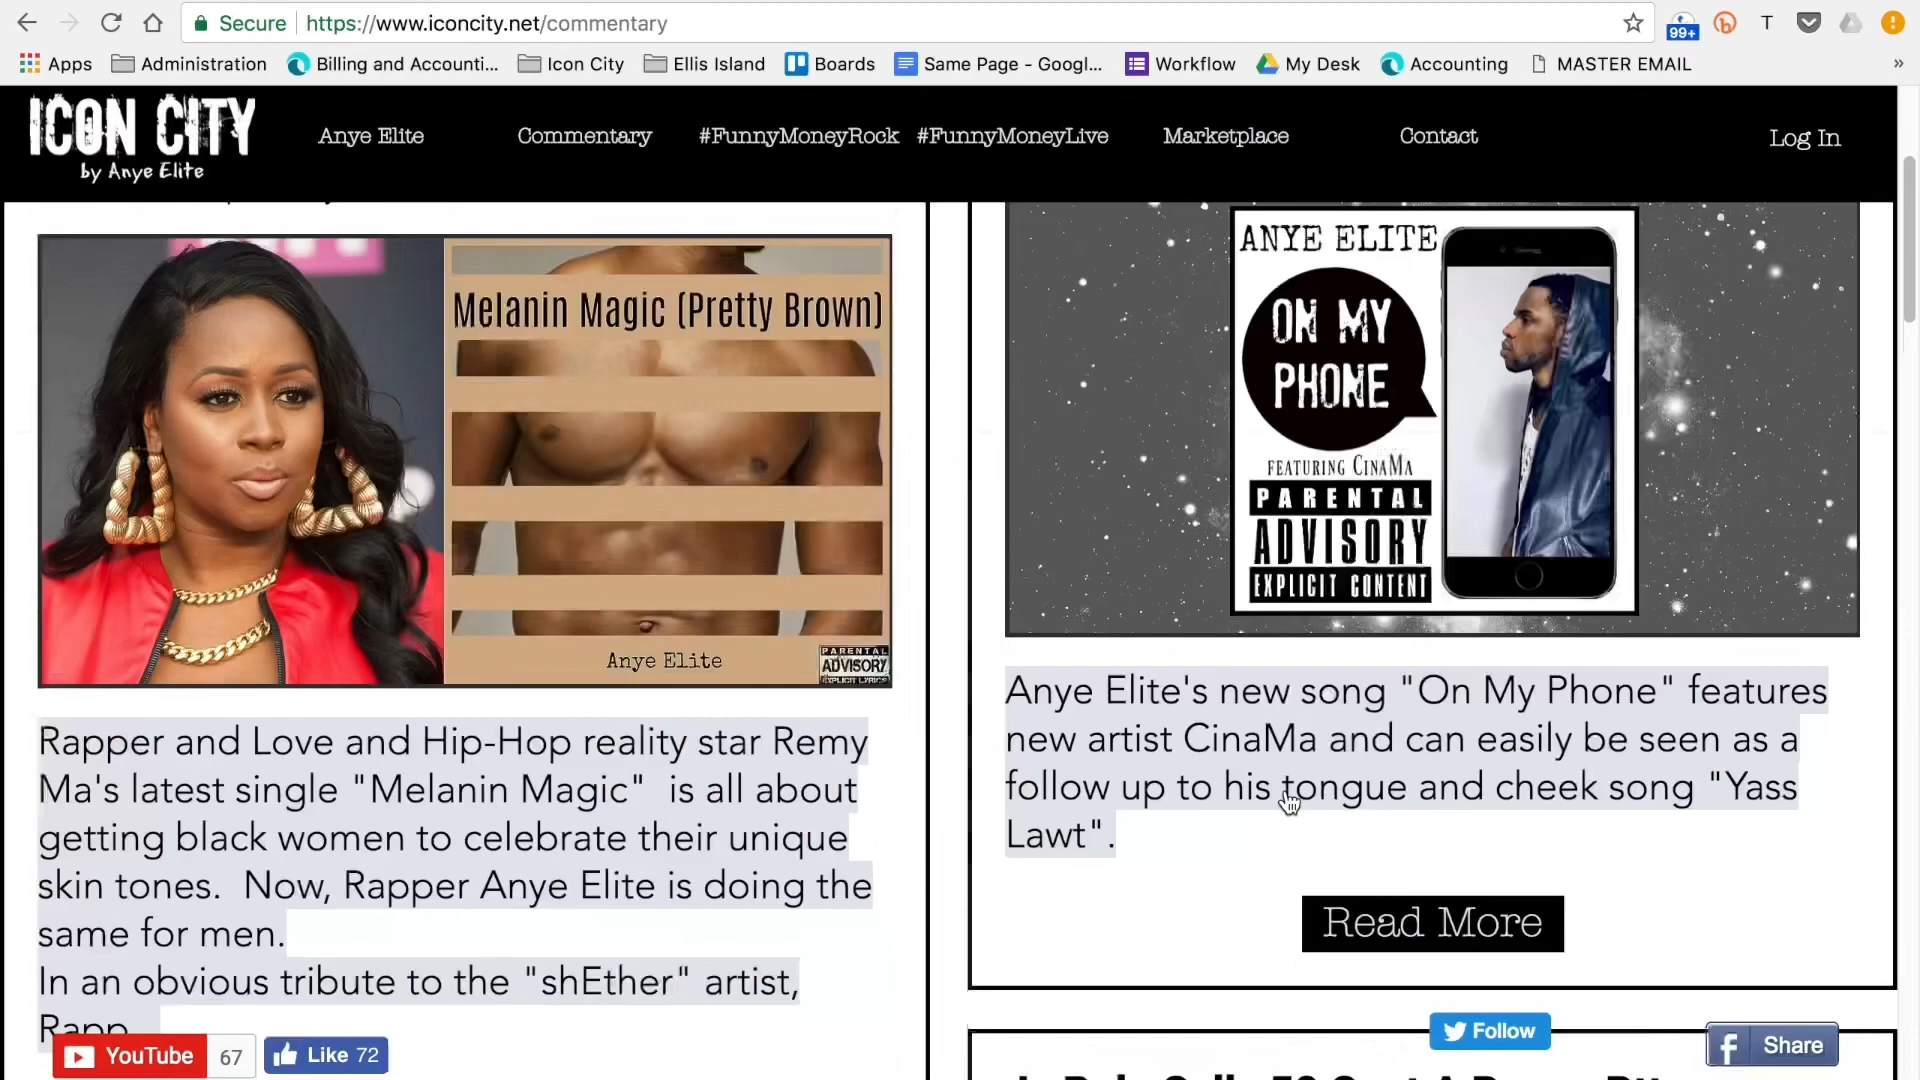 Secure https://www.iconcity.net/commentary
99+
T
Apps Administration Billing and Accounti... Icon City Ellis Island Boards Same Page - Googl... Workflow My Desk Accounting MASTER EMAIL »
ICON CITY
by Anye Elite
Anye Elite Commentary #FunnyMoneyRock #FunnyMoneyLive Marketplace Contact Log In
Melanin Magic (Pretty Brown)
Anye Elite
PARENTAL
ADVISORY
EXPLICIT LYRICS
Rapper and Love and Hip-Hop reality star Remy
Ma's latest single "Melanin Magic" is all about
getting black women to celebrate their unique
skin tones. Now, Rapper Anye Elite is doing the
same for men.
In an obvious tribute to the "shEther" artist,
Rapp...
YouTube 67 Like 72
ANYE ELITE
ON MY
PHONE
FEATURING CINAMA
PARENTAL
ADVISORY
EXPLICIT CONTENT
Anye Elite's new song "On My Phone" features
new artist CinaMa and can easily be seen as a
follow up to his tongue and cheek song "Yass
Lawt".
Read More
Follow
Share